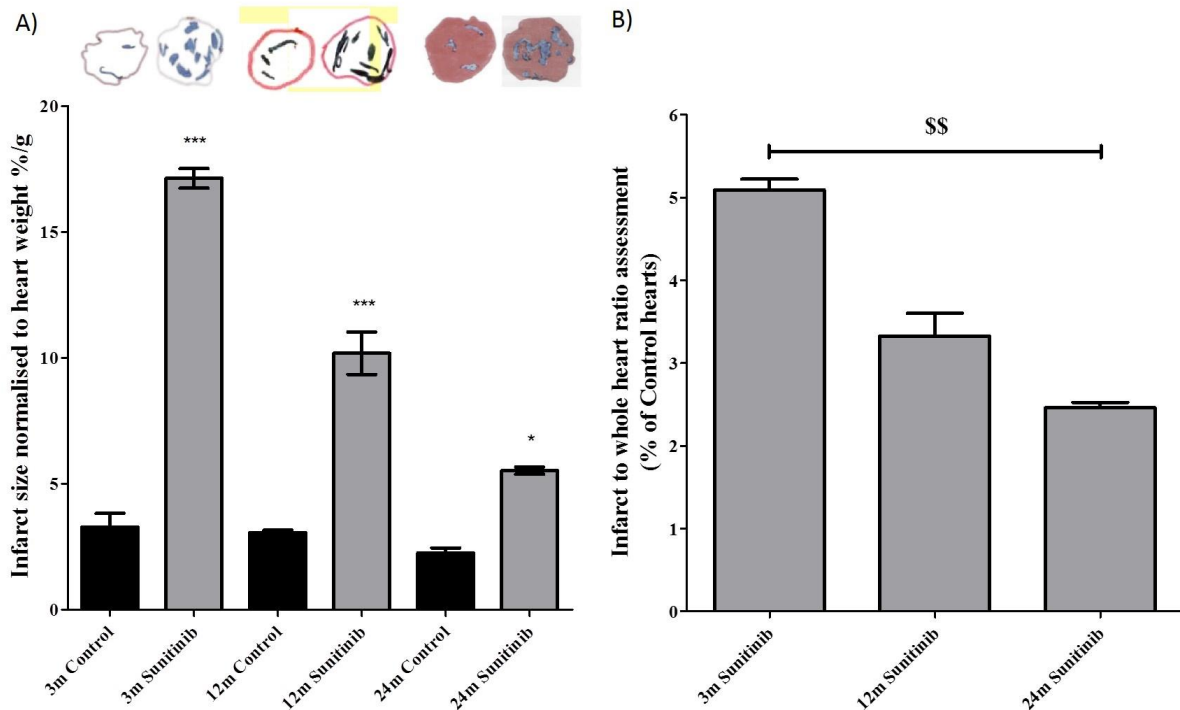 A)
Infarct size normalised to heart weight %/g
20
15
10
5
0
***
***
*
3m Control
3m Sunitinib
12m Control
12m Sunitinib
24m Control
24m Sunitinib
B)
Infarct to whole heart ratio assessment
(% of Control hearts)
6
5
4
3
2
1
0
$$
3m Sunitinib
12m Sunitinib
24m Sunitinib